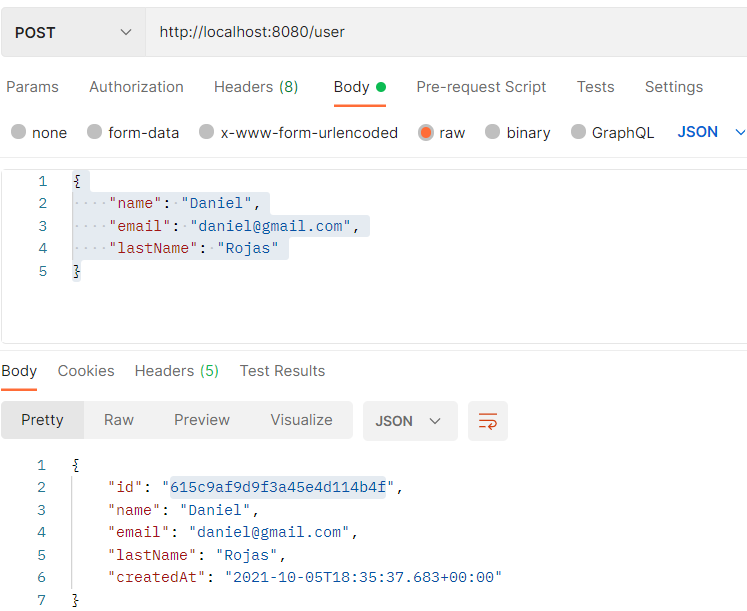 POST http://localhost:8080/user
Params Authorization Headers (8) Body Pre-request Script Tests Settings
none form-data x-www-form-urlencoded raw binary GraphQL JSON
1 {
2 ····"name":·"Daniel",
3 ····"email":·"daniel@gmail.com",
4 ····"lastName":·"Rojas"
5 }
Body Cookies Headers (5) Test Results
Pretty Raw Preview Visualize JSON
1 {
2 "id": "615c9af9d9f3a45e4d114b4f",
3 "name": "Daniel",
4 "email": "daniel@gmail.com",
5 "lastName": "Rojas",
6 "createdAt": "2021-10-05T18:35:37.683+00:00"
7 }